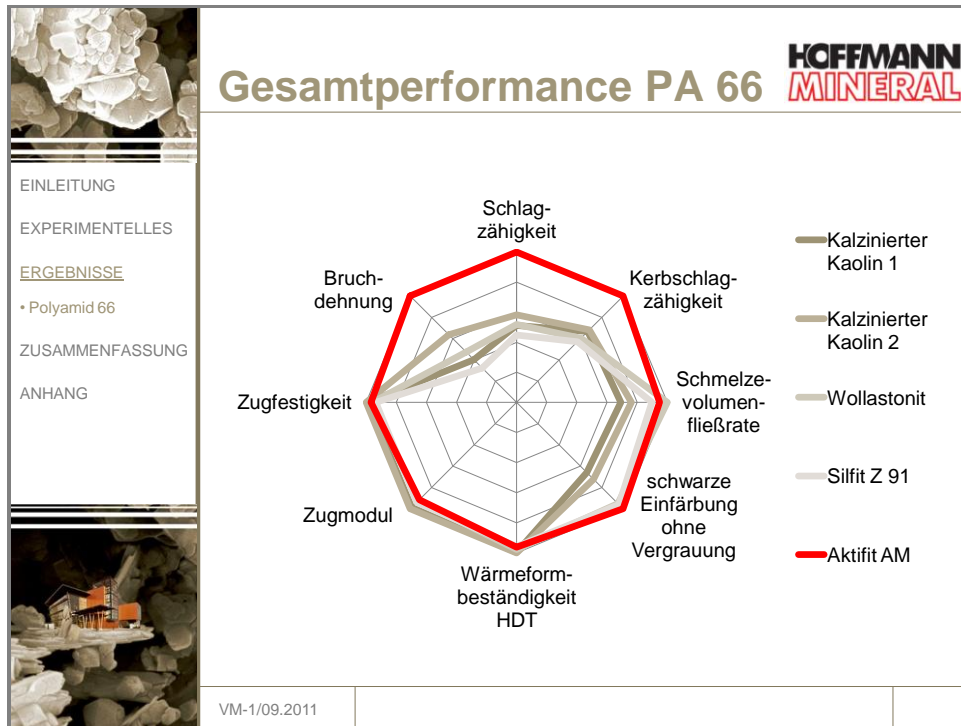 Gesamtperformance PA 66
HOFFMANN
MINERAL
EINLEITUNG
EXPERIMENTELLES
ERGEBNISSE
• Polyamid 66
ZUSAMMENFASSUNG
ANHANG
Schlag-
zähigkeit
Kerbschlag-
zähigkeit
Schmelze-
volumen-
fließrate
schwarze
Einfärbung
ohne
Vergrauung
Wärmeform-
beständigkeit
HDT
Zugmodul
Zugfestigkeit
Bruch-
dehnung
Kalzinierter
Kaolin 1
Kalzinierter
Kaolin 2
Wollastonit
Silfit Z 91
Aktifit AM
VM-1/09.2011